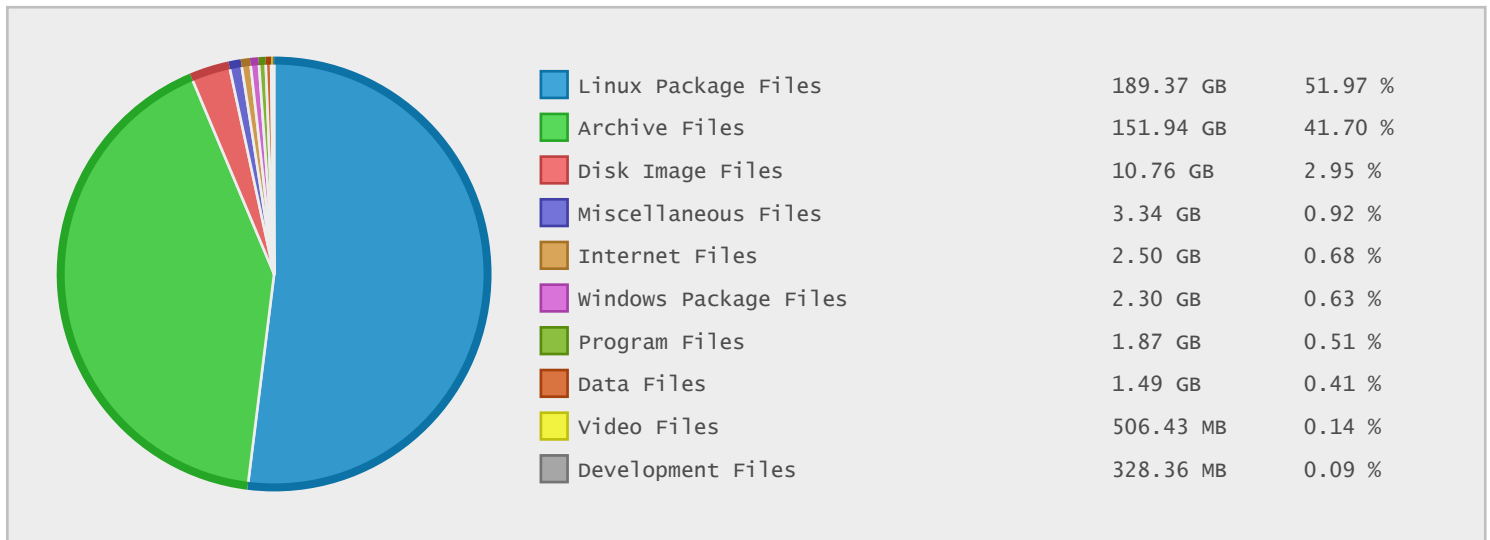 Linux Package Files 189.37 GB 51.97 %
Archive Files 151.94 GB 41.70 %
Disk Image Files 10.76 GB 2.95 %
Miscellaneous Files 3.34 GB 0.92 %
Internet Files 2.50 GB 0.68 %
Windows Package Files 2.30 GB 0.63 %
Program Files 1.87 GB 0.51 %
Data Files 1.49 GB 0.41 %
Video Files 506.43 MB 0.14 %
Development Files 328.36 MB 0.09 %